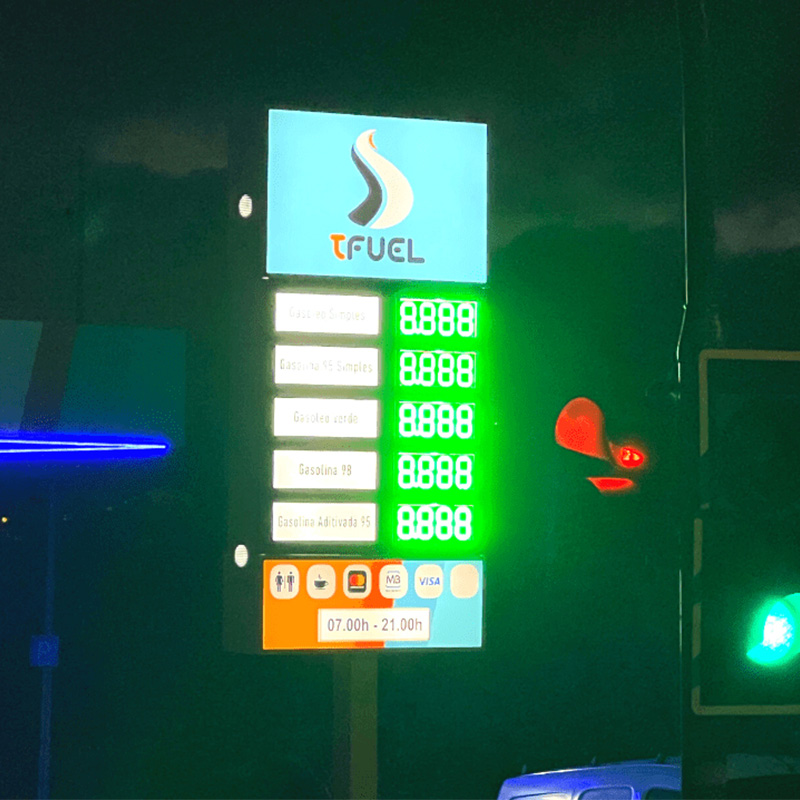 TFUEL
Gasóleo Simples 8.888
Gasolina 95 Simples 8.888
Gasóleo verde 8.888
Gasolina 98 8.888
Gasolina Aditivada 95 8.888
MB VISA
07.00h - 21.00h